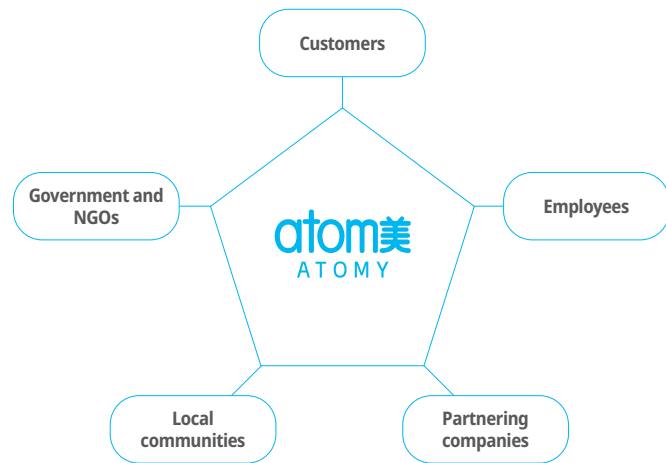 Customers
Government and
NGOs
Employees
atom美
ATOMY
Local
communities
Partnering
companies